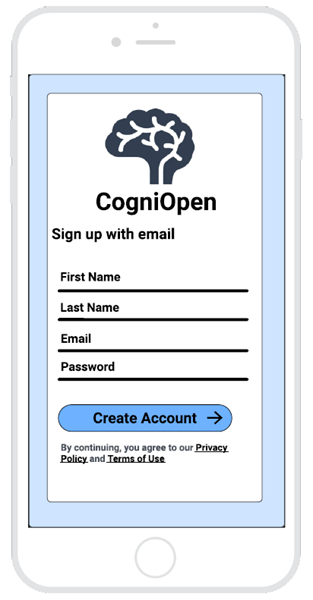 CogniOpen
Sign up with email
First Name
Last Name
Email
Password
Create Account
By continuing, you agree to our Privacy
Policy and Terms of Use